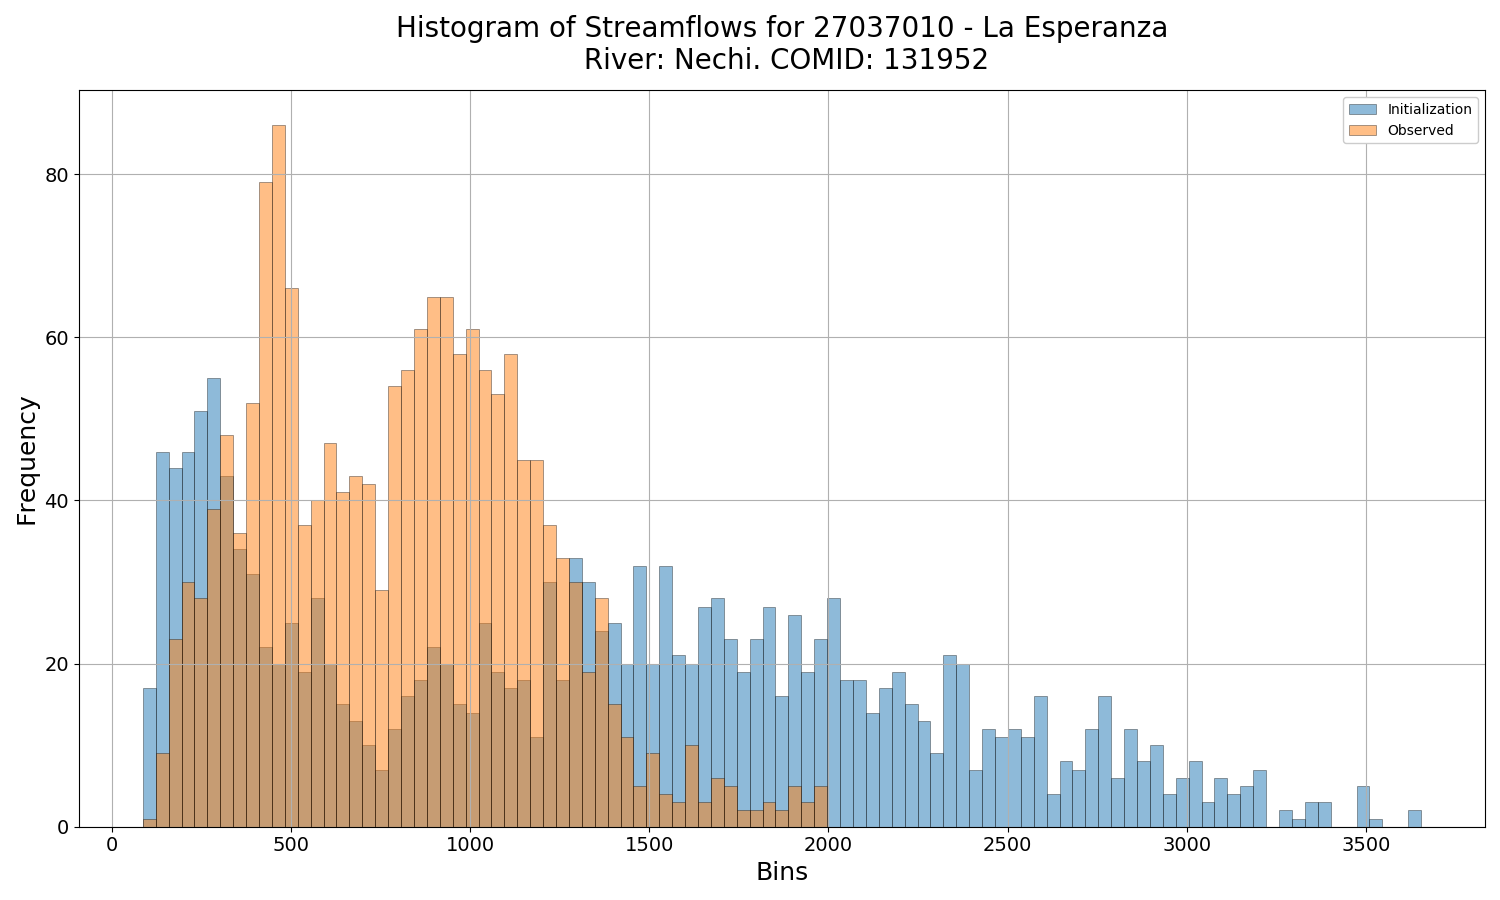 Histogram of Streamflows for 27037010 - La Esperanza
River: Nechi. COMID: 131952
Initialization
Observed
Frequency
80
60
40
20
0
0 500 1000 1500 2000 2500 3000 3500
Bins